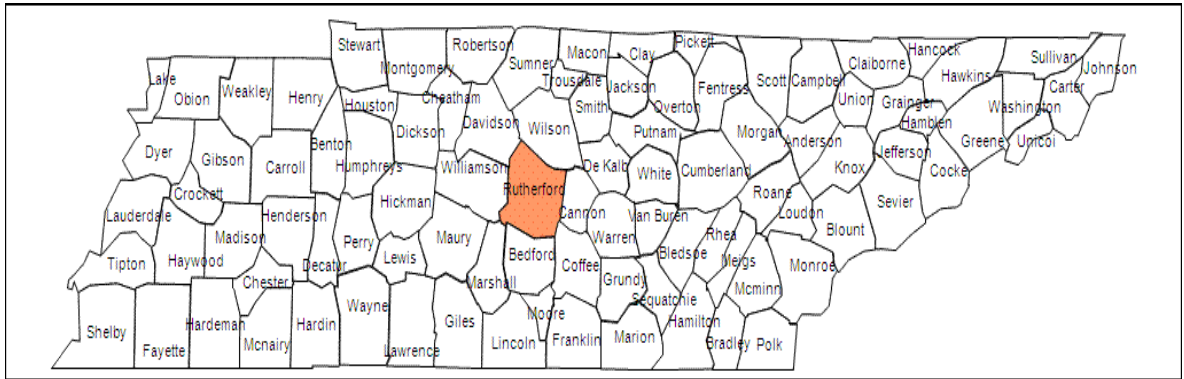 Stewart
Montgomery
Robertson
Sumner
Macon
Trousdale
Clay
Pickett
Jackson
Smith
Overton
Fentress
Scott
Campbell
Claiborne
Hancock
Hawkins
Sullivan
Johnson
Carter
Washington
Unicoi
Greene
Hamblen
Grainger
Union
Jefferson
Cocke
Sevier
Knox
Anderson
Morgan
Roane
Loudon
Blount
Monroe
Cumberland
Putnam
White
De Kalb
Wilson
Davidson
Cheatham
Dickson
Houston
Humphreys
Benton
Henry
Weakley
Obion
Lake
Dyer
Gibson
Crockett
Carroll
Lauderdale
Tipton
Haywood
Madison
Henderson
Chester
Decatur
Perry
Hickman
Lewis
Maury
Williamson
Rutherford
Cannon
Warren
Van Buren
Bledsoe
Rhea
Meigs
Mcminn
Bedford
Marshall
Coffee
Grundy
Sequatchie
Hamilton
Bradley
Polk
Marion
Franklin
Moore
Lincoln
Giles
Lawrence
Wayne
Hardin
Mcnairy
Hardeman
Fayette
Shelby